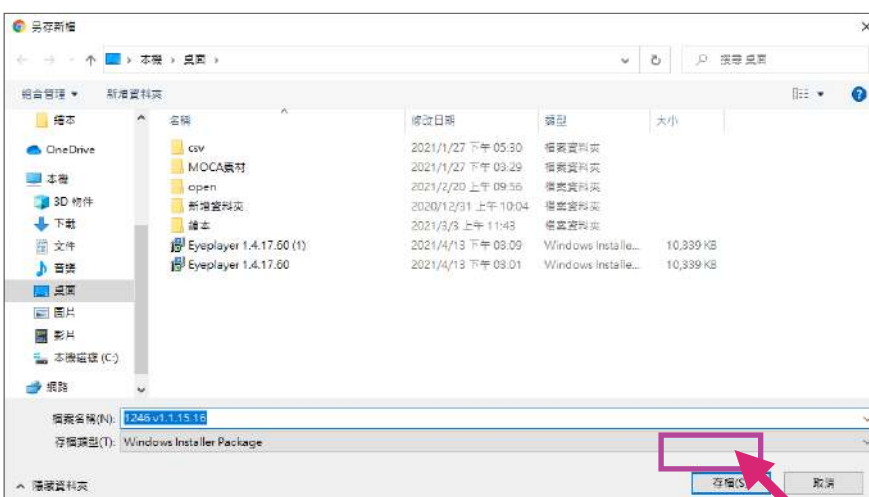 另存新檔
本機 › 桌面 ›
搜尋 桌面
組合管理 新增資料夾
名稱 修改日期 類型 大小
繪本
OneDrive
本機
3D 物件
下載
文件
音樂
桌面
圖片
影片
本機磁碟 (C:)
網路
csv 2021/1/27 下午 05:30 檔案資料夾
MOCA素材 2021/1/27 下午 03:29 檔案資料夾
open 2021/2/20 上午 09:56 檔案資料夾
新增資料夾 2020/12/31 上午 10:04 檔案資料夾
繪本 2021/3/3 上午 11:43 檔案資料夾
Eyeplayer 1.4.17.60 (1) 2021/4/13 下午 03:09 Windows Installe... 10,339 KB
Eyeplayer 1.4.17.60 2021/4/13 下午 03:01 Windows Installe... 10,339 KB
檔案名稱(N): 1246 v1.1.15.16
存檔類型(T): Windows Installer Package
隱藏資料夾
存檔(S) 取消